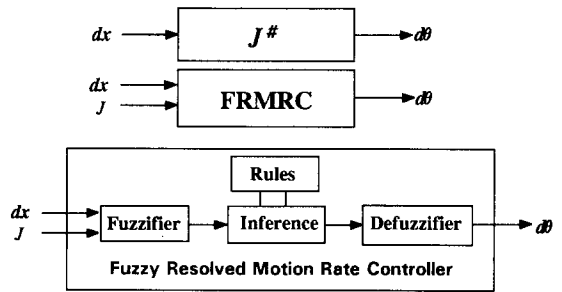 dx J# dθ
dx
J FRMRC dθ
Rules
dx
J Fuzzifier Inference Defuzzifier dθ
Fuzzy Resolved Motion Rate Controller